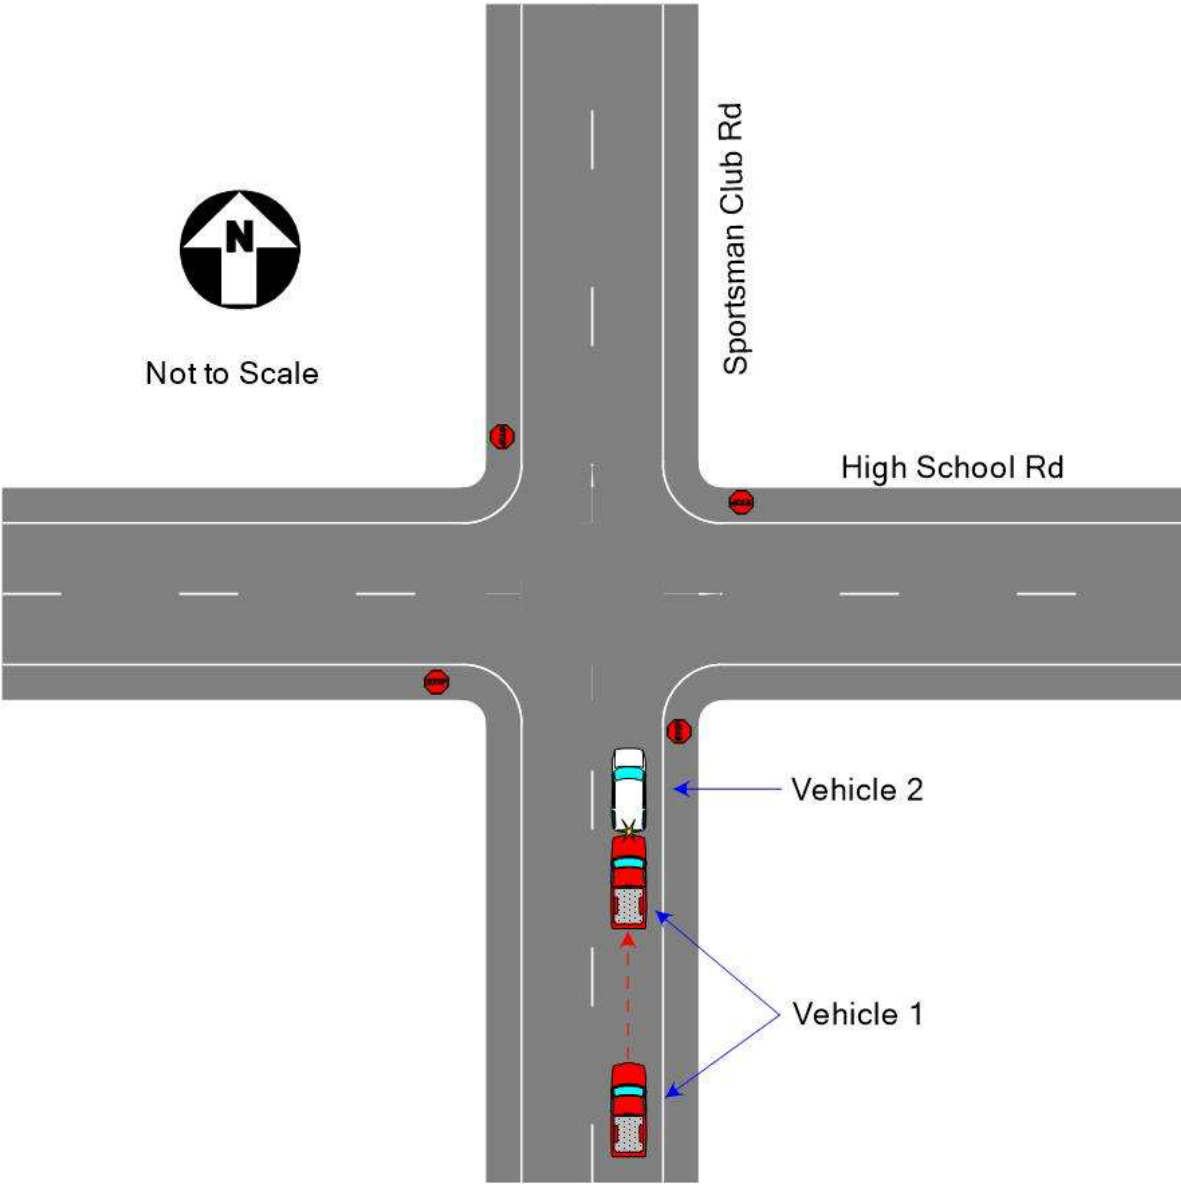 Sportsman Club Rd
N
Not to Scale
High School Rd
Vehicle 2
Vehicle 1